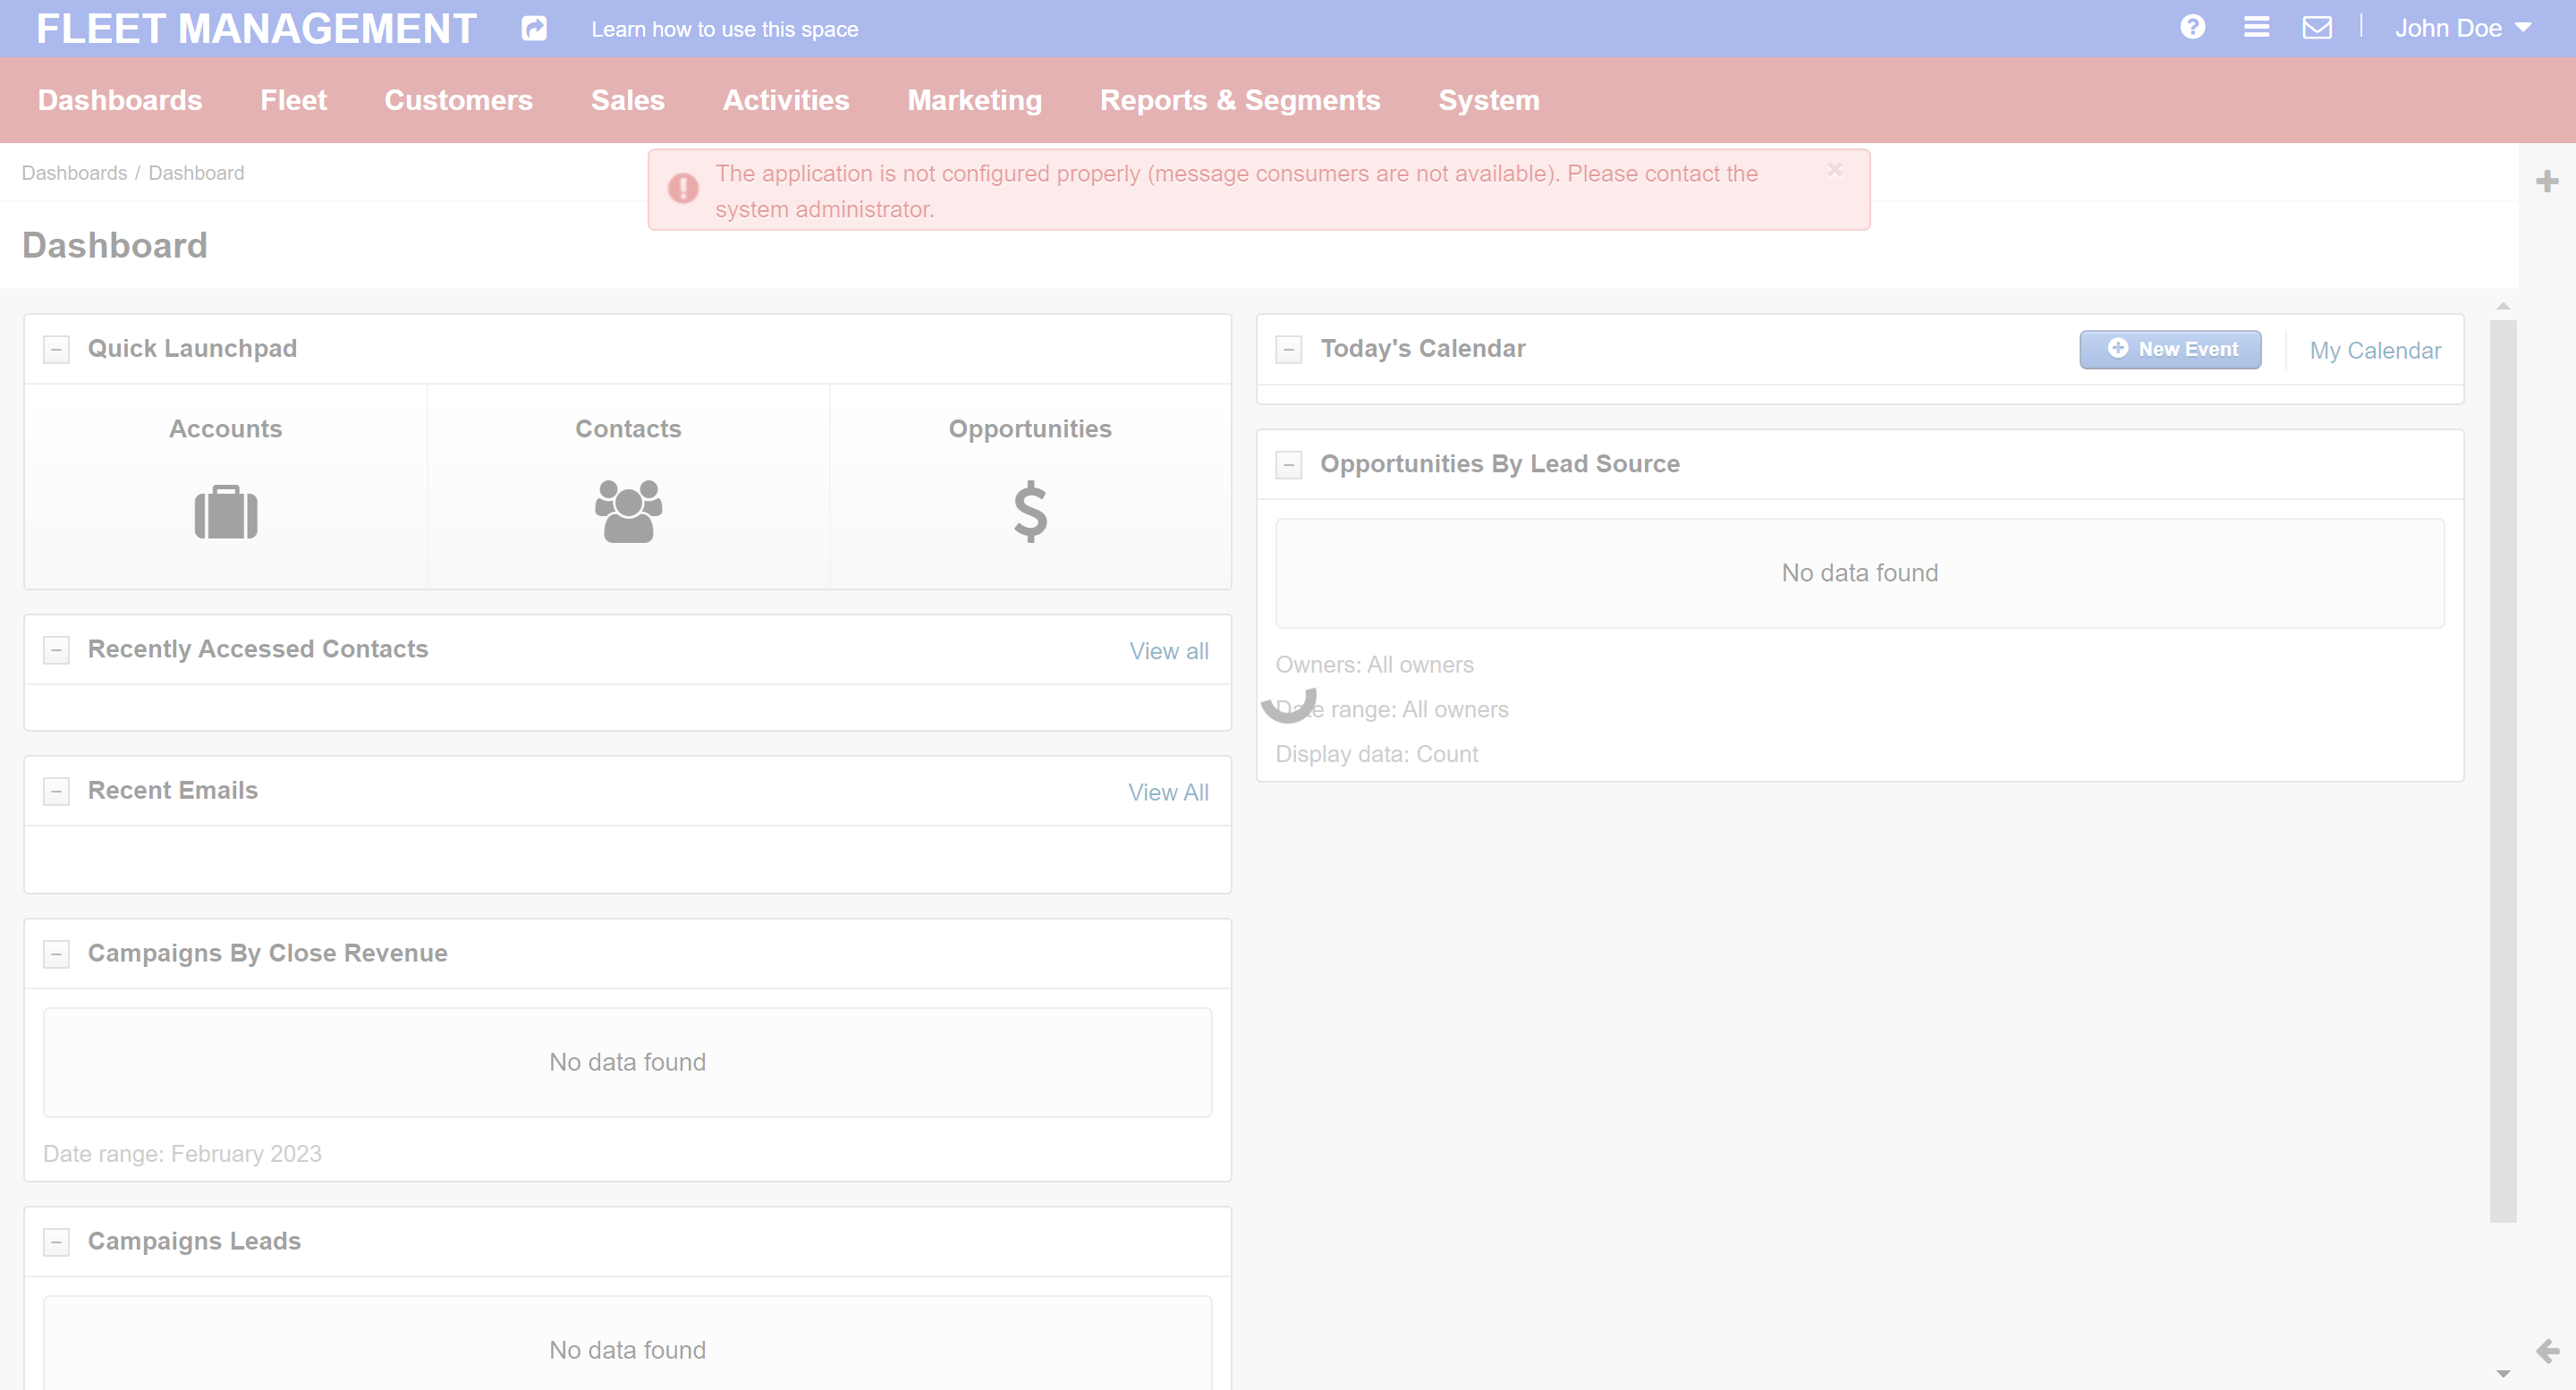 FLEET MANAGEMENT
Learn how to use this space
John Doe
Dashboards
Fleet
Customers
Sales
Activities
Marketing
Reports & Segments
System
Dashboards / Dashboard
The application is not configured properly (message consumers are not available). Please contact the
system administrator.
Dashboard
Quick Launchpad
Accounts
Contacts
Opportunities
Recently Accessed Contacts
View all
Recent Emails
View All
Campaigns By Close Revenue
No data found
Date range: February 2023
Campaigns Leads
No data found
Today's Calendar
New Event
My Calendar
Opportunities By Lead Source
No data found
Owners: All owners
Date range: All owners
Display data: Count